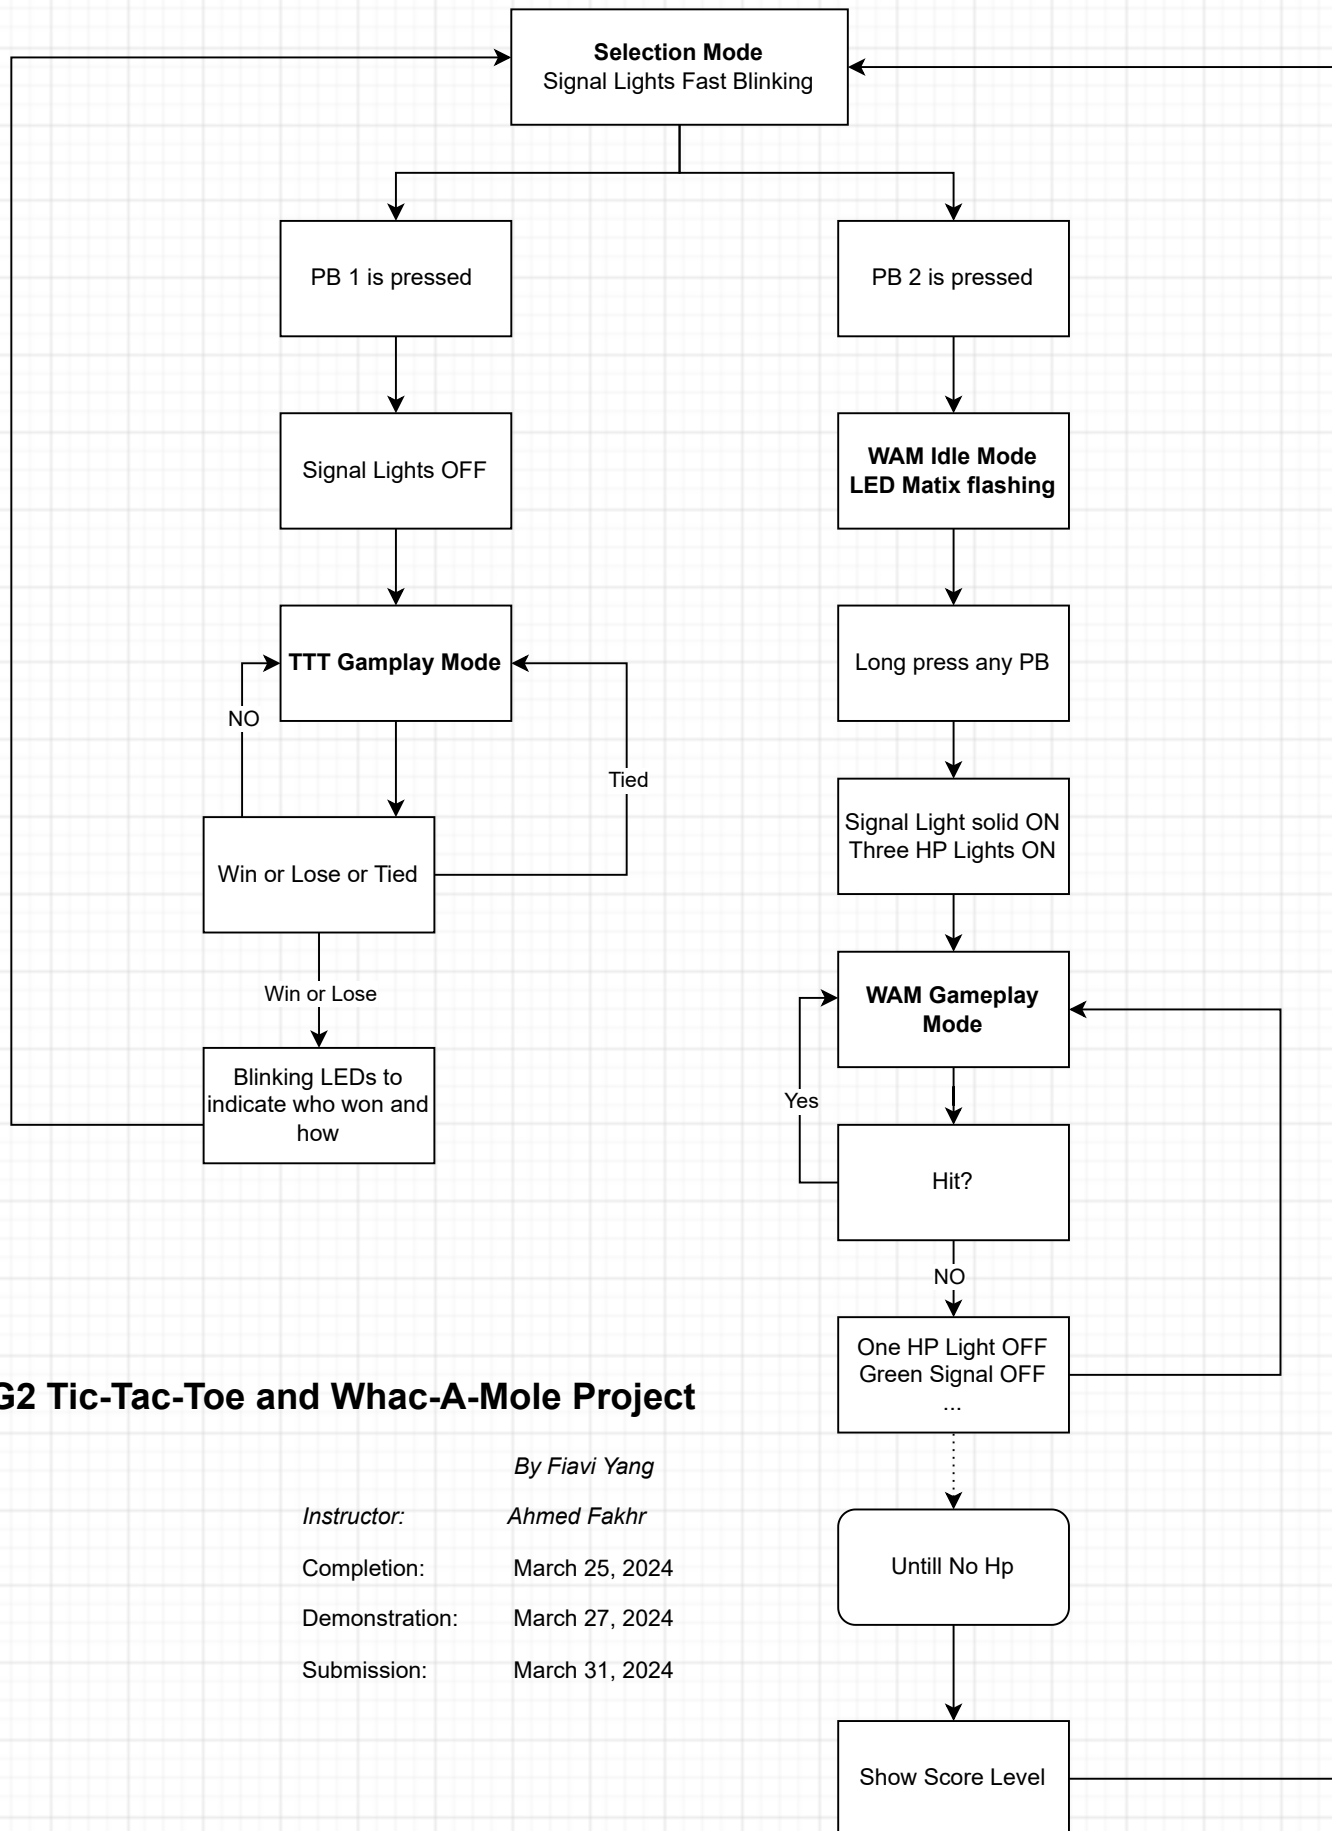 Selection Mode
Signal Lights Fast Blinking
PB 1 is pressed
PB 2 is pressed
Signal Lights OFF
WAM Idle Mode
LED Matix flashing
TTT Gamplay Mode
Long press any PB
NO
Tied
Signal Light solid ON
Three HP Lights ON
Win or Lose or Tied
Win or Lose
WAM Gameplay
Mode
Blinking LEDs to
indicate who won and
how
Yes
Hit?
NO
One HP Light OFF
Green Signal OFF
...
G2 Tic-Tac-Toe and Whac-A-Mole Project
By Fiavi Yang
Instructor: Ahmed Fakhr
Completion: March 25, 2024
Demonstration: March 27, 2024
Submission: March 31, 2024
Untill No Hp
Show Score Level